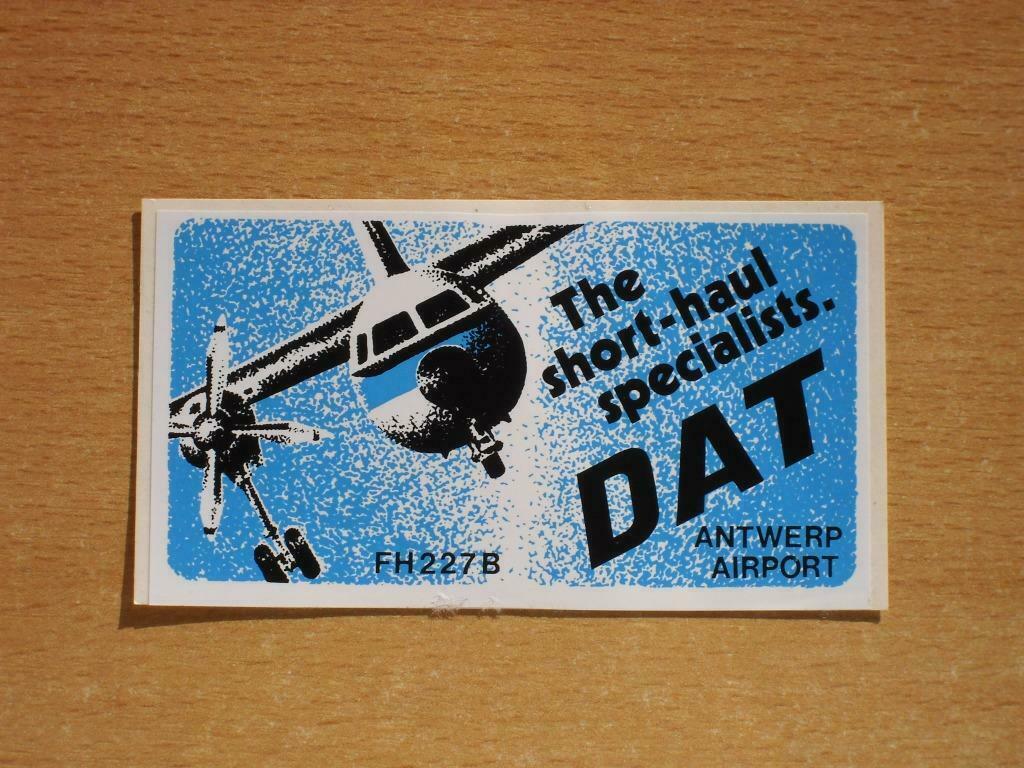 The
short-haul
specialists.
DAT
FH227B
ANTWERP
AIRPORT